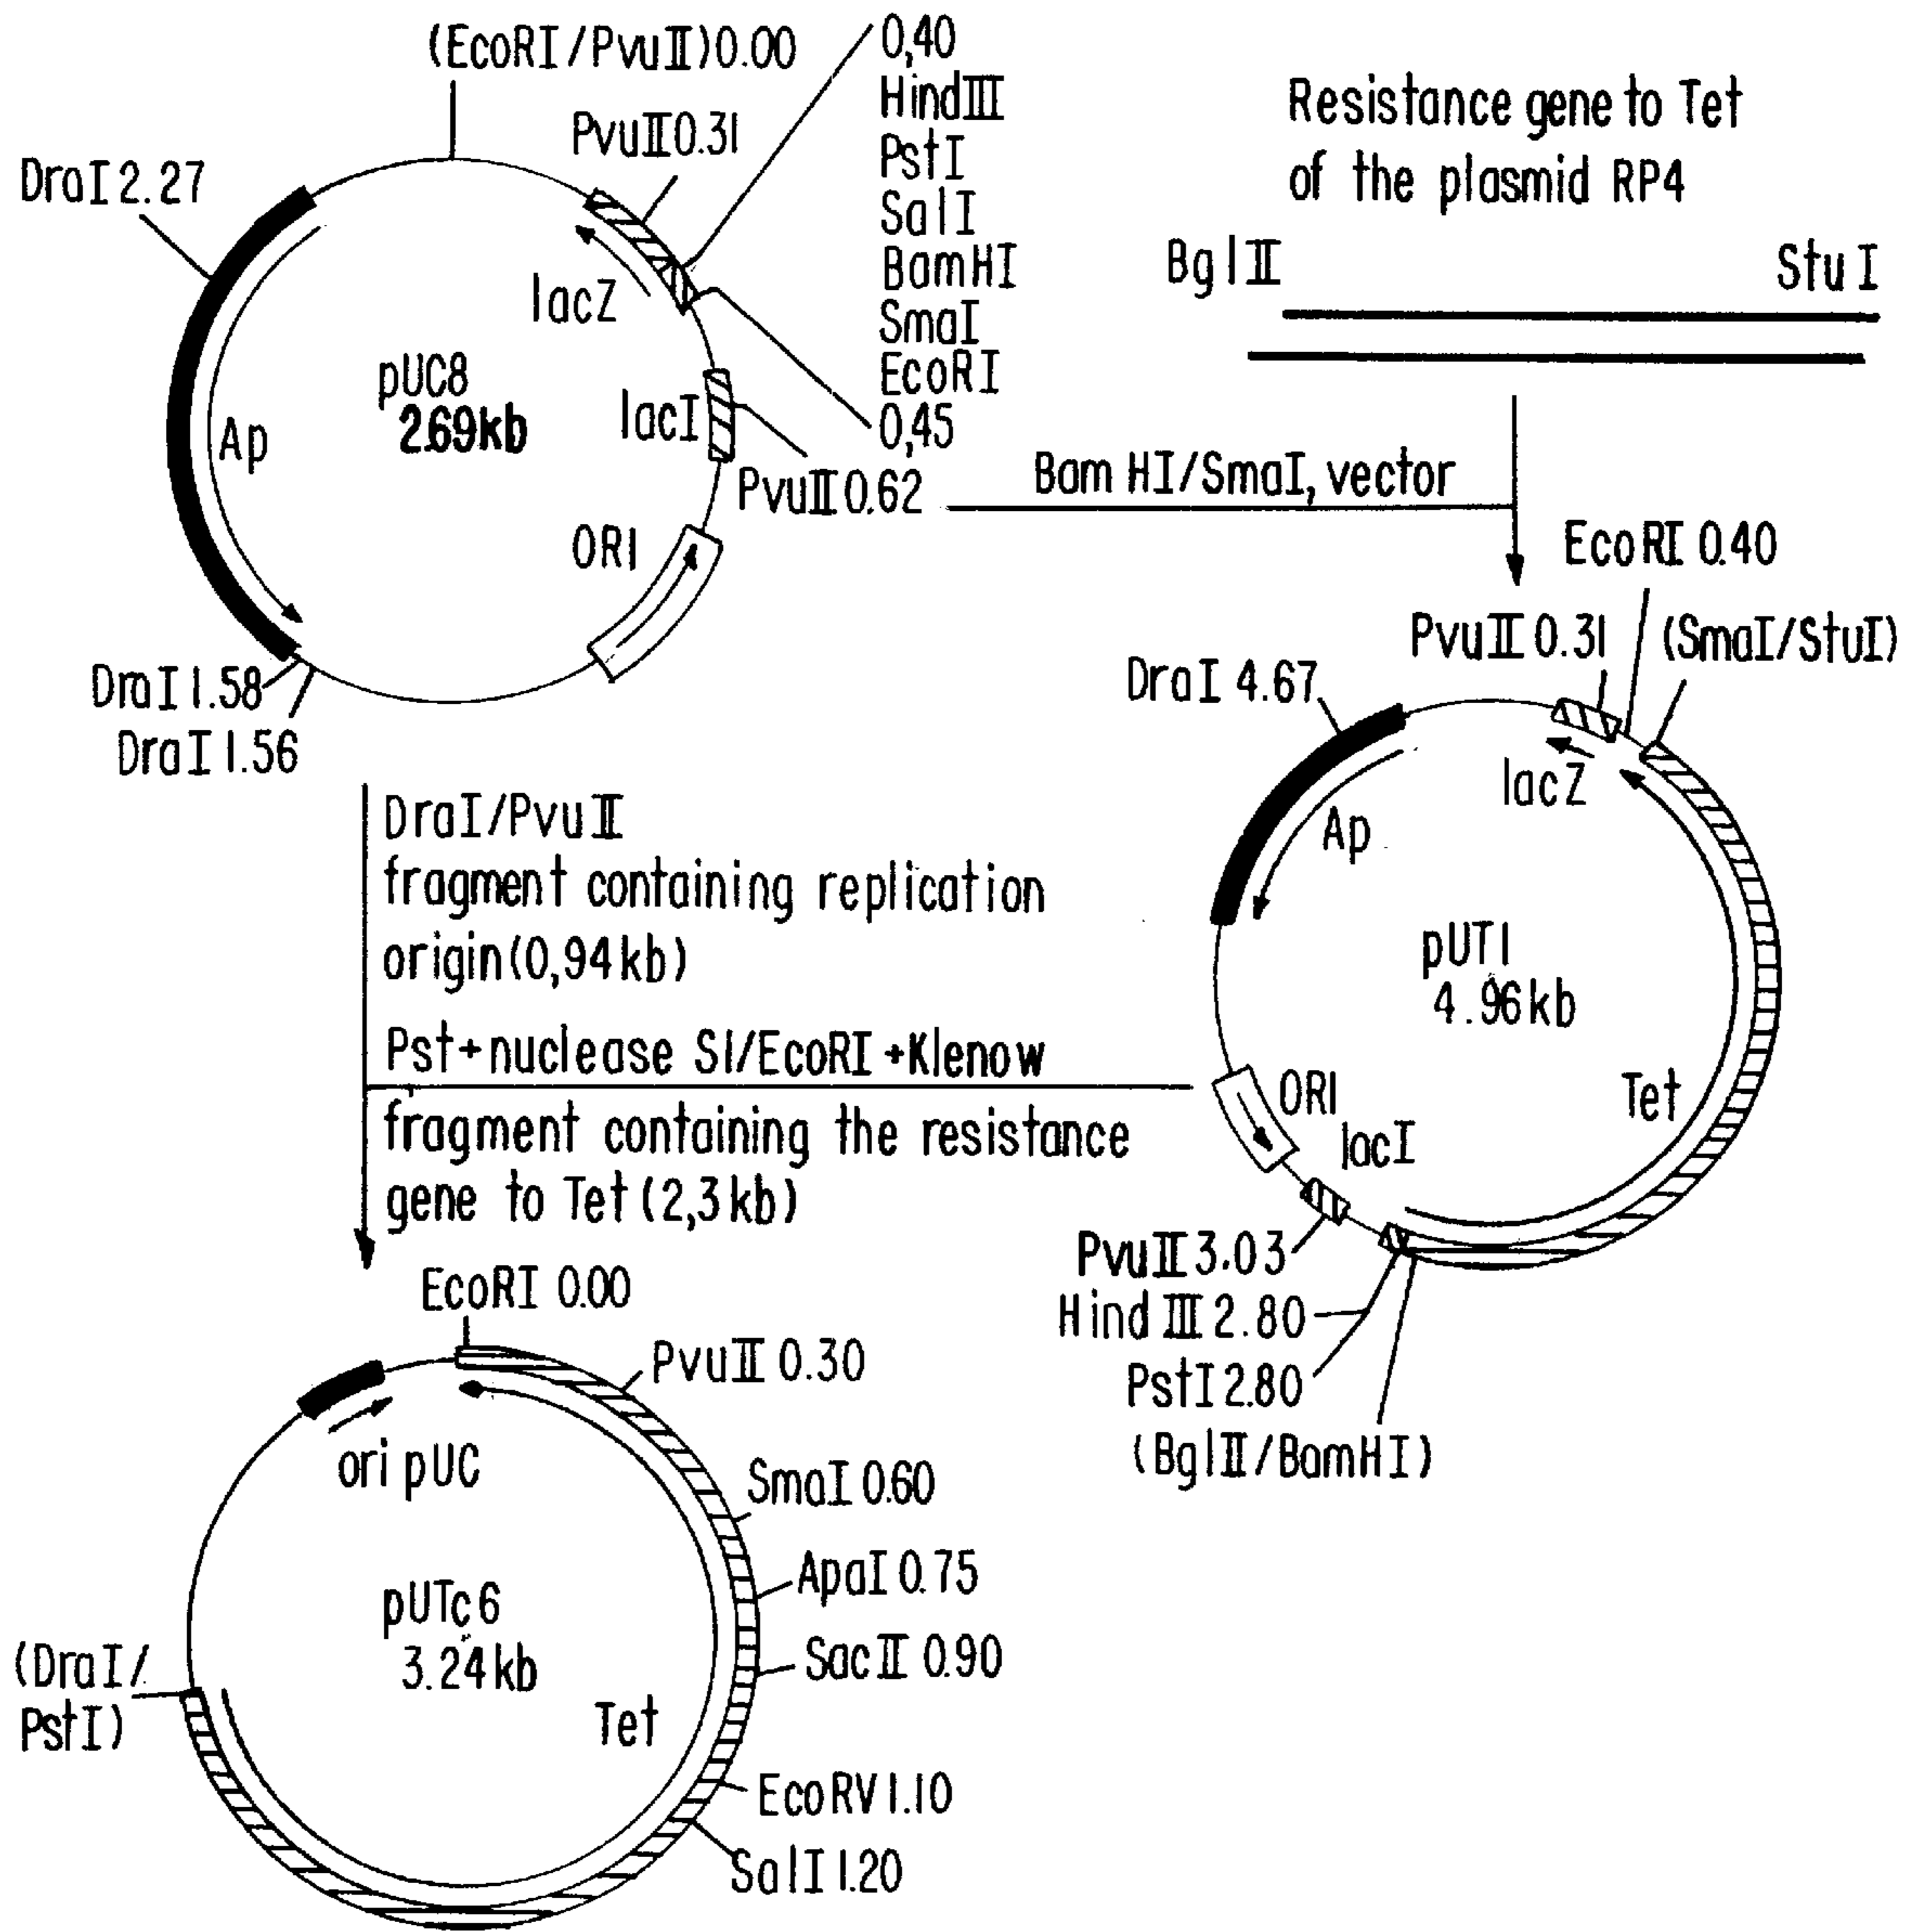 (EcoRI/PvuII)0.00
PvuII 0.31
DraI 2.27
0,40
HindIII
PstI
SalI
BamHI
SmaI
EcoRI
0,45
lacZ
pUC8
2.69kb
Ap
lacI
PvuII 0.62
ORI
DraI 1.58
DraI 1.56
Resistance gene to Tet
of the plasmid RP4
BglII
StuI
Bam HI/SmaI, vector
EcoRI 0.40
PvuII 0.31
(SmaI/StuI)
DraI 4.67
lacZ
Ap
pUT1
4.96kb
ORI
Tet
lacI
PvuII 3.03
Hind III 2.80
PstI 2.80
(BglII/BamHI)
DraI/PvuII
fragment containing replication
origin(0,94kb)
Pst+nuclease S1/EcoRI+Klenow
fragment containing the resistance
gene to Tet (2,3kb)
EcoRI 0.00
PvuII 0.30
ori pUC
SmaI 0.60
ApaI 0.75
pUTc6
3.24kb
SacII 0.90
(DraI/
PstI)
Tet
EcoRV 1.10
SalI 1.20